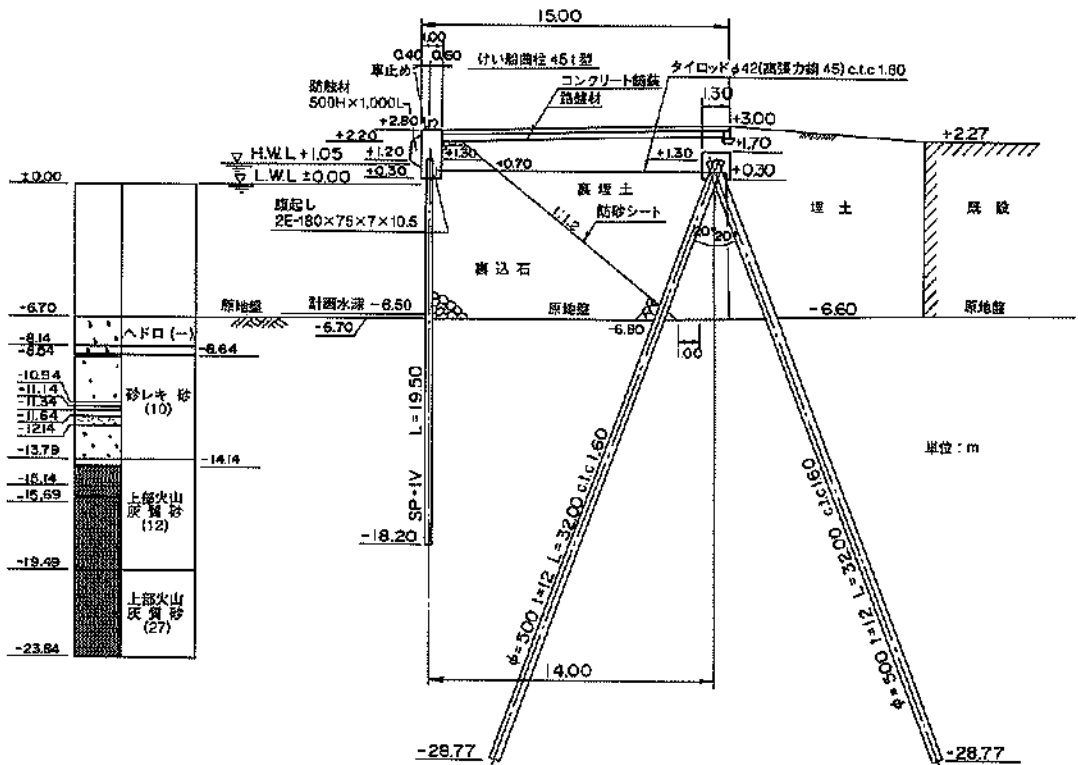 15.00
1.00
0.40 0.60
車止め
けい船曲柱 45t型
タイロッド φ42(高張力鋼 45) c.t.c 1.60
コンクリート舗装
路盤材
防舷材
500H×1,000L
1.30
+2.80
+3.00
+2.20
+1.70
+2.27
H.W.L +1.05
+1.20
+1.30
+0.70
+1.30
L.W.L ±0.00
+0.30
+0.30
±0.00
裏埋土
埋土
既設
腹起し
2E-180×75×7×10.5
1:1.2
防砂シート
20° 20°
裏込石
-6.70
原地盤
計画水深 -6.50
-6.70
原地盤
-6.80
-6.60
原地盤
1.00
ヘドロ(ー)
-8.14
-8.54
-8.64
砂レキ 砂
(10)
-10.94
-11.14
-11.34
-11.64
-12.14
-13.79
-14.14
-15.14
-15.69
上部火山
灰質砂
(12)
-19.49
上部火山
灰質砂
(27)
-23.84
SP-IV L=19.50
-18.20
単位:m
φ=500 t=12 L=32.00 c.t.c 1.60
φ=500 t=12 L=32.00 c.t.c 1.60
14.00
-28.77
-28.77